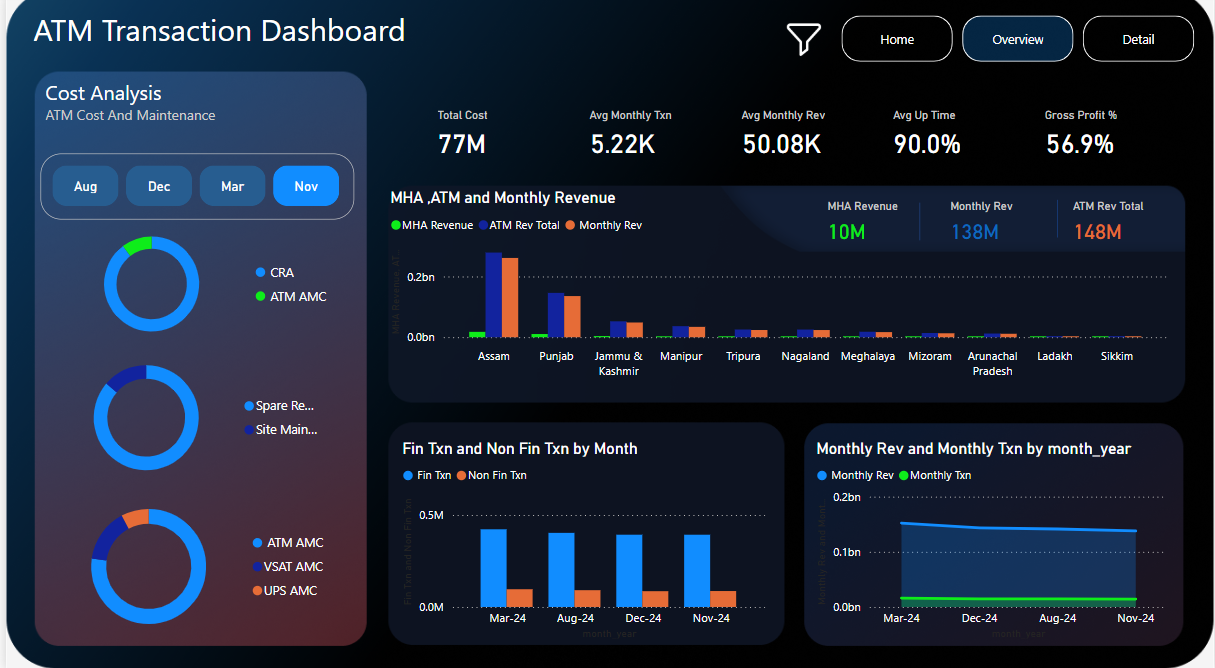 ATM Transaction Dashboard
Home
Overview
Detail
Cost Analysis
ATM Cost And Maintenance
Aug
Dec
Mar
Nov
CRA
ATM AMC
Spare Re...
Site Main...
ATM AMC
VSAT AMC
UPS AMC
Total Cost
77M
Avg Monthly Txn
5.22K
Avg Monthly Rev
50.08K
Avg Up Time
90.0%
Gross Profit %
56.9%
MHA ,ATM and Monthly Revenue
MHA Revenue ATM Rev Total Monthly Rev
MHA Revenue
10M
Monthly Rev
138M
ATM Rev Total
148M
MHA Revenue, AT...
0.2bn
0.0bn
Assam Punjab Jammu & Kashmir Manipur Tripura Nagaland Meghalaya Mizoram Arunachal Pradesh Ladakh Sikkim
Fin Txn and Non Fin Txn by Month
Fin Txn Non Fin Txn
Fin Txn and Non Fin Txn
0.5M
0.0M
Mar-24 Aug-24 Dec-24 Nov-24
month_year
Monthly Rev and Monthly Txn by month_year
Monthly Rev Monthly Txn
Monthly Rev and Mont...
0.2bn
0.1bn
0.0bn
Mar-24 Dec-24 Aug-24 Nov-24
month_year